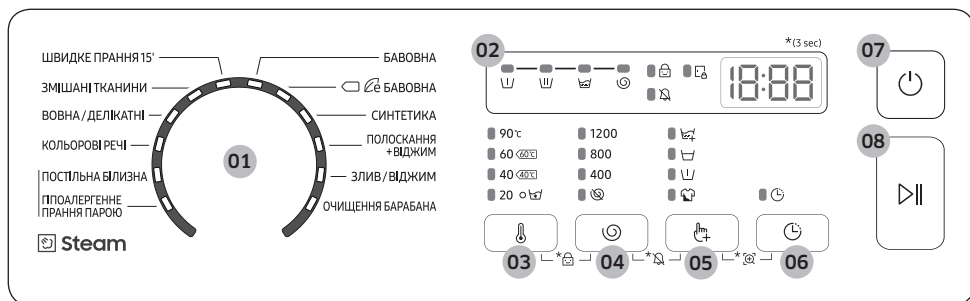 ШВИДКЕ ПРАННЯ 15'
ЗМІШАНІ ТКАНИНИ
ВОВНА / ДЕЛІКАТНІ
КОЛЬОРОВІ РЕЧІ
ПОСТІЛЬНА БІЛИЗНА
ГІПОАЛЕРГЕННЕ
ПРАННЯ ПАРОЮ
Steam
01
БАВОВНА
БАВОВНА
СИНТЕТИКА
ПОЛОСКАННЯ
+ВІДЖИМ
ЗЛИВ / ВІДЖИМ
ОЧИЩЕННЯ БАРАБАНА
02
*(3 sec)
18:88
90℃
60 60℃
40 40℃
20
1200
800
400
03
*
04
*
05
*
06
07
08